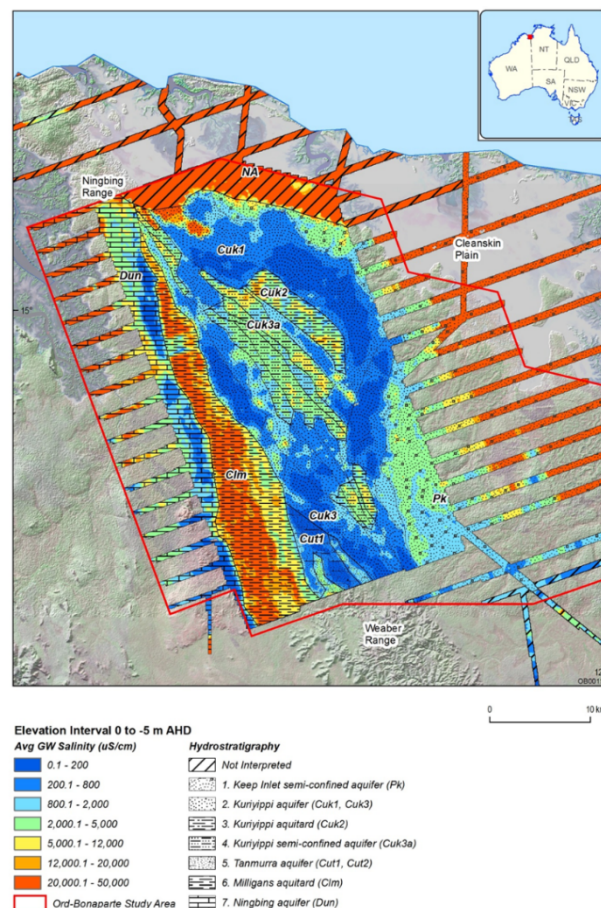 NT
WA
QLD
SA
NSW
NA
Ningbing
Range
Cuk1
Cleanskin
Plain
Dun
Cuk2
15°
Cuk3a
Clm
Pk
Cuk3
Cut1
Weaber
Range
0 10 k
Elevation Interval 0 to -5 m AHD
Avg GW Salinity (uS/cm) Hydrostratigraphy
0.1 - 200 Not Interpreted
200.1 - 800 1. Keep Inlet semi-confined aquifer (Pk)
800.1 - 2,000 2. Kuriyippi aquifer (Cuk1, Cuk3)
2,000.1 - 5,000 3. Kuriyippi aquitard (Cuk2)
5,000.1 - 12,000 4. Kuriyippi semi-confined aquifer (Cuk3a)
12,000.1 - 20,000 5. Tanmurra aquifer (Cut1, Cut2)
20,000.1 - 50,000 6. Milligans aquitard (Clm)
Ord-Bonaparte Study Area 7. Ningbing aquifer (Dun)